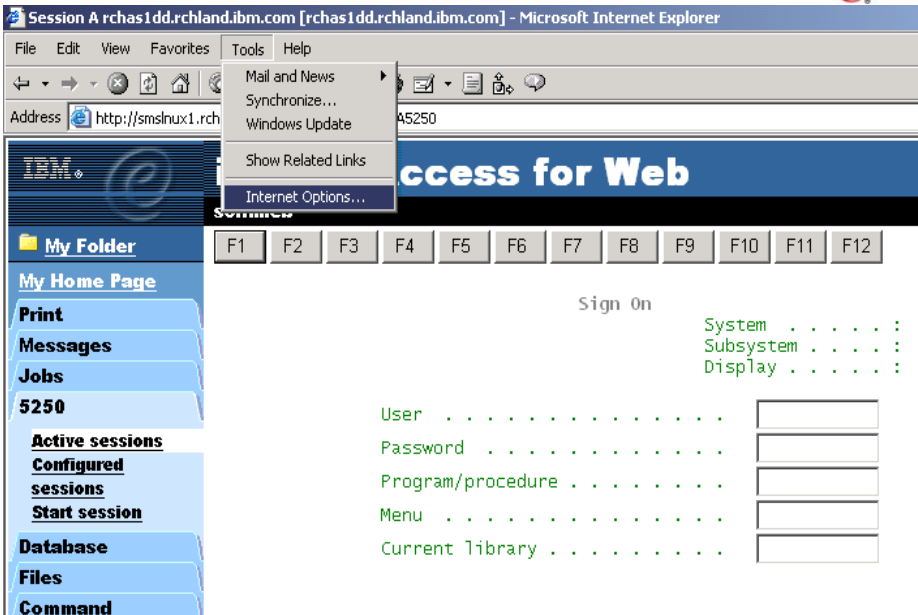 Session A rchas1dd.rchland.ibm.com [rchas1dd.rchland.ibm.com] - Microsoft Internet Explorer
File Edit View Favorites Tools Help
Mail and News
Synchronize...
Windows Update
Show Related Links
Internet Options...
Address http://smslnux1.rch A5250
IBM
ccess for Web
My Folder
My Home Page
Print
Messages
Jobs
5250
Active sessions
Configured
sessions
Start session
Database
Files
Command
F1 F2 F3 F4 F5 F6 F7 F8 F9 F10 F11 F12
Sign On
System . . . . . :
Subsystem . . . . :
Display . . . . . :
User . . . . . . . . . . . . . .
Password . . . . . . . . . . . .
Program/procedure . . . . . . . .
Menu . . . . . . . . . . . . . .
Current library . . . . . . . . .